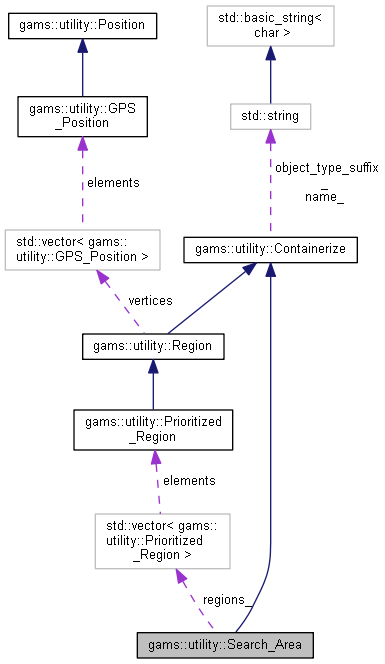 gams::utility::Position
std::basic_string<
char >
gams::utility::GPS
_Position
std::string
elements
object_type_suffix
_
name_
std::vector< gams::
utility::GPS_Position >
gams::utility::Containerize
vertices
gams::utility::Region
gams::utility::Prioritized
_Region
elements
std::vector< gams::
utility::Prioritized
_Region >
regions_
gams::utility::Search_Area